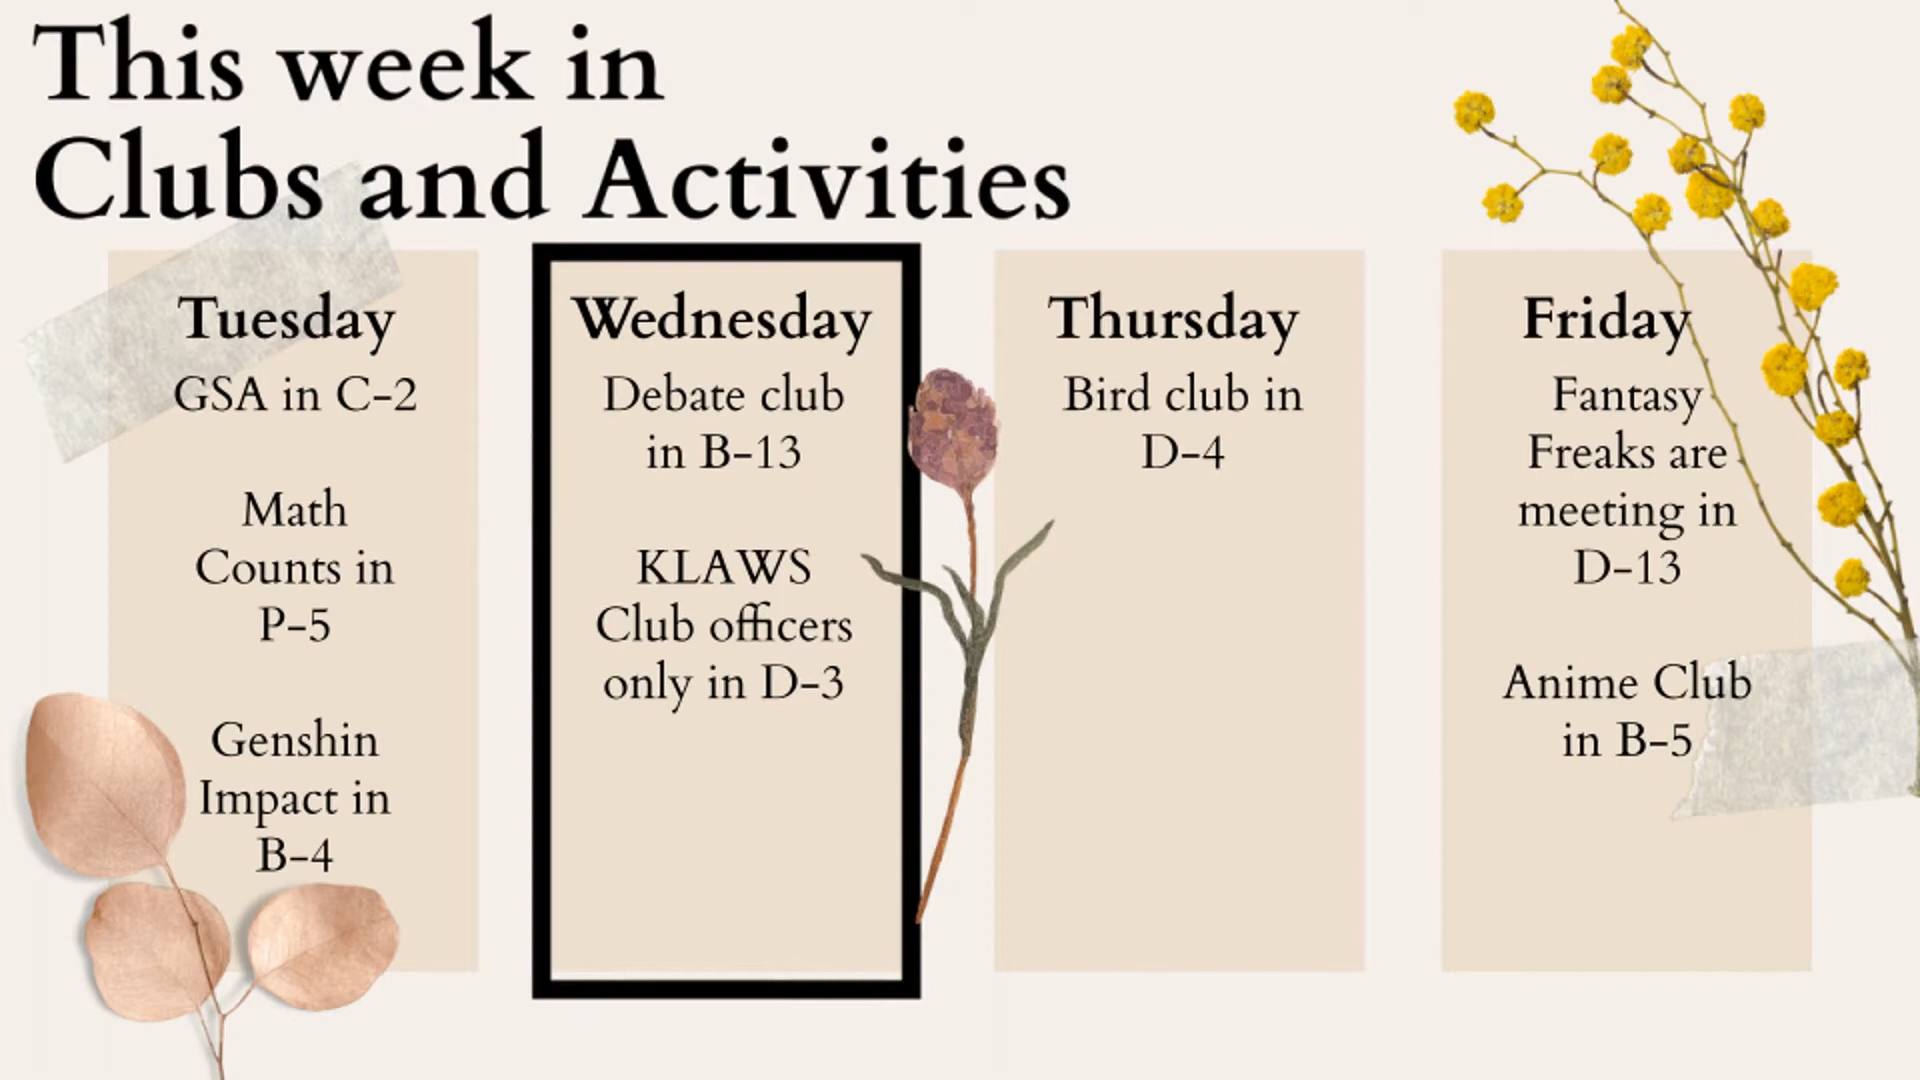 This week in
Clubs and Activities
Tuesday
GSA in C-2
Math
Counts in
P-5
Genshin
Impact in
B-4
Wednesday
Debate club
in B-13
KLAWS
Club officers
only in D-3
Thursday
Bird club in
D-4
Friday
Fantasy
Freaks are
meeting in
D-13
Anime Club
in B-5